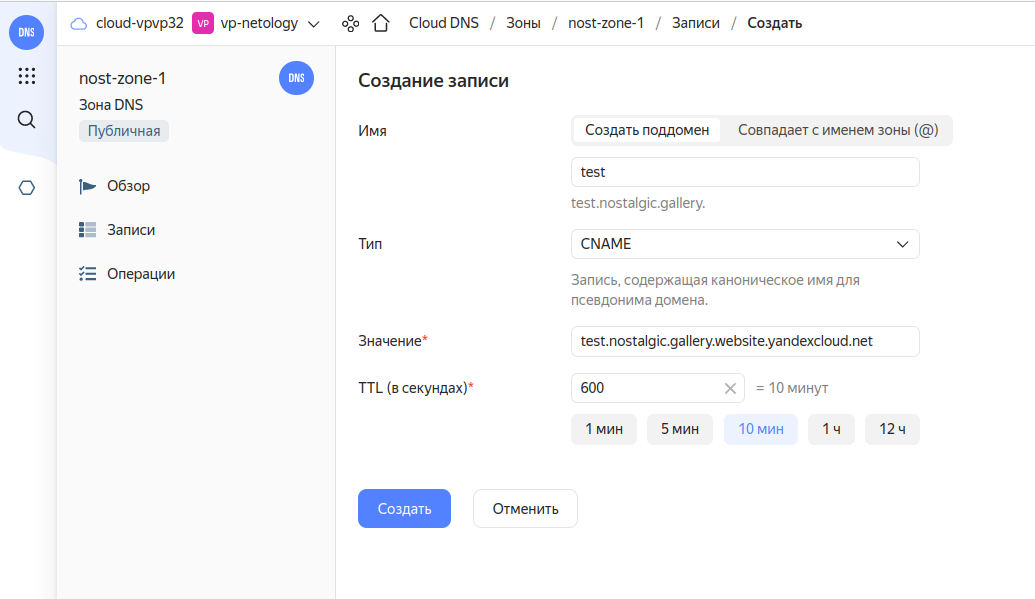 DNS
cloud-vpvp32 VP vp-netology Cloud DNS / Зоны / nost-zone-1 / Записи / Создать
nost-zone-1 DNS
Зона DNS
Публичная
Обзор
Записи
Операции
Создание записи
Имя Создать поддомен Совпадает с именем зоны (@)
test
test.nostalgic.gallery.
Тип CNAME
Запись, содержащая каноническое имя для
псевдонима домена.
Значение* test.nostalgic.gallery.website.yandexcloud.net
TTL (в секундах)* 600 = 10 минут
1 мин 5 мин 10 мин 1 ч 12 ч
Создать Отменить